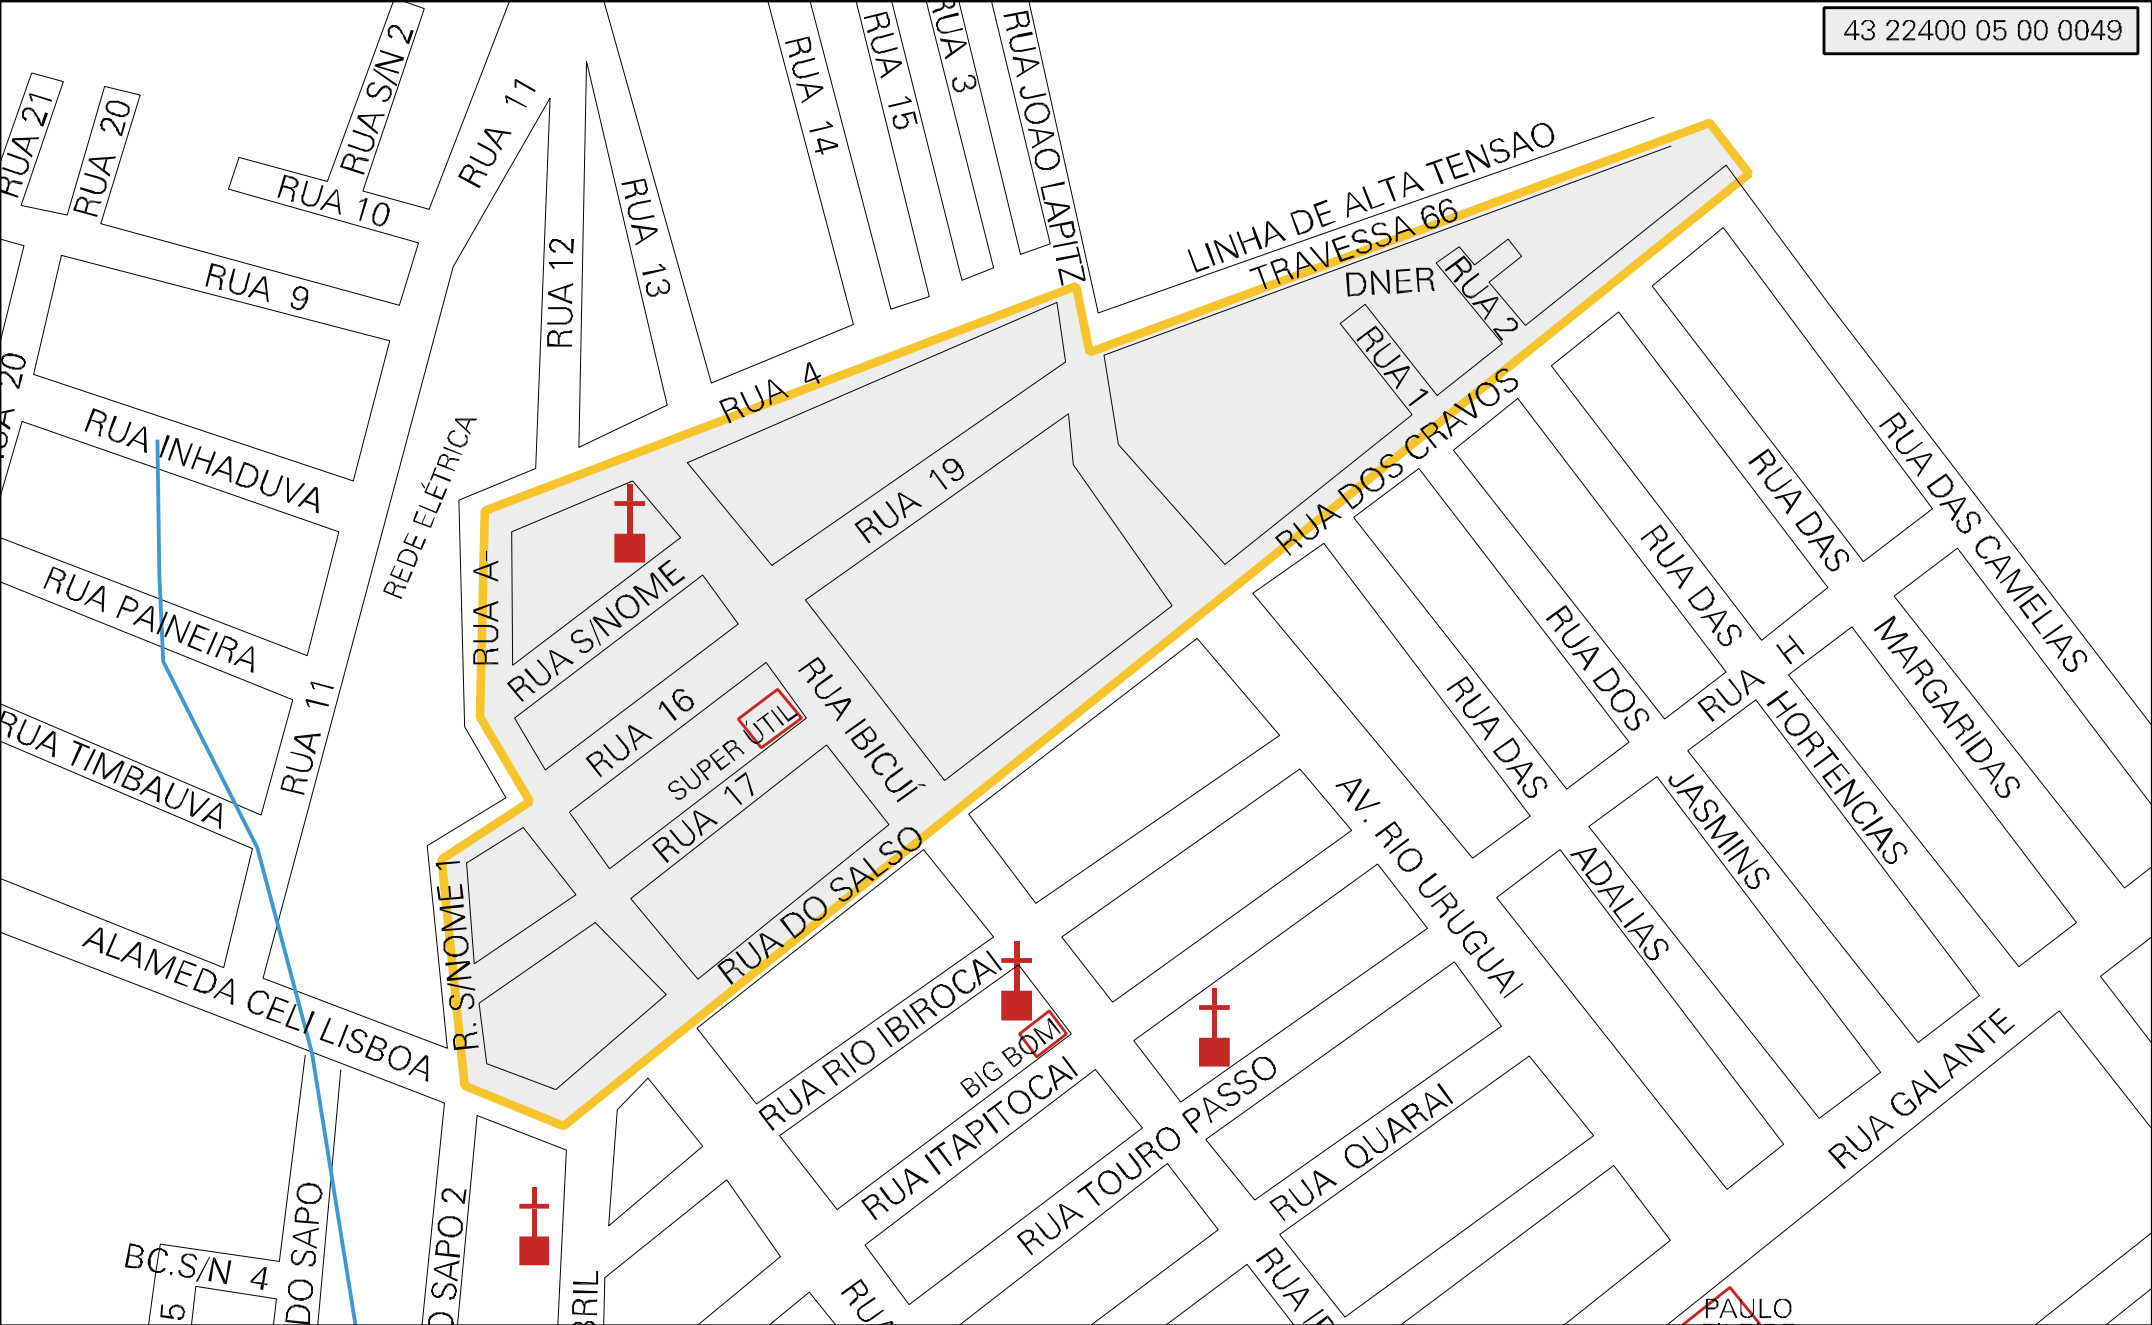 43 22400 05 00 0049
RUA S/N 2
RUA 11
RUA 21
RUA 20
RUA 10
RUA 9
RUA 12
RUA 13
RUA 14
RUA 15
RUA 3
RUA JOAO LAPITZ
LINHA DE ALTA TENSAO
TRAVESSA 66
DNER
RUA 2
RUA 1
RUA 4
RUA 19
RUA DOS CRAVOS
20
RUA INHADUVA
REDE ELÉTRICA
RUA PAINEIRA
RUA A
RUA S/NOME
RUA 16
SUPER ÚTIL
RUA 17
RUA IBICUÍ
RUA DO SALSO
RUA TIMBAUVA
RUA 11
R. S/NOME 1
ALAMEDA CELI LISBOA
RUA DAS CAMELIAS
RUA DAS
MARGARIDAS
RUA DAS
HORTENCIAS
RUA DOS
JASMINS
RUA DAS
ADALIAS
RUA H
AV. RIO URUGUAI
RUA RIO IBIROCAI
BIG BOM
RUA ITAPITOCAI
RUA TOURO PASSO
RUA QUARAI
RUA GALANTE
BC.S/N 4
5
DO SAPO
O SAPO 2
BRIL
RUA
RUA
PAULO